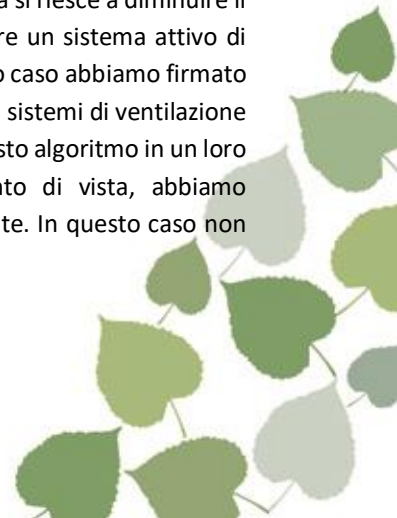 si riesce a diminuire il
re un sistema attivo di
caso abbiamo firmato
sistemi di ventilazione
sto algoritmo in un loro
di vista, abbiamo
te. In questo caso non